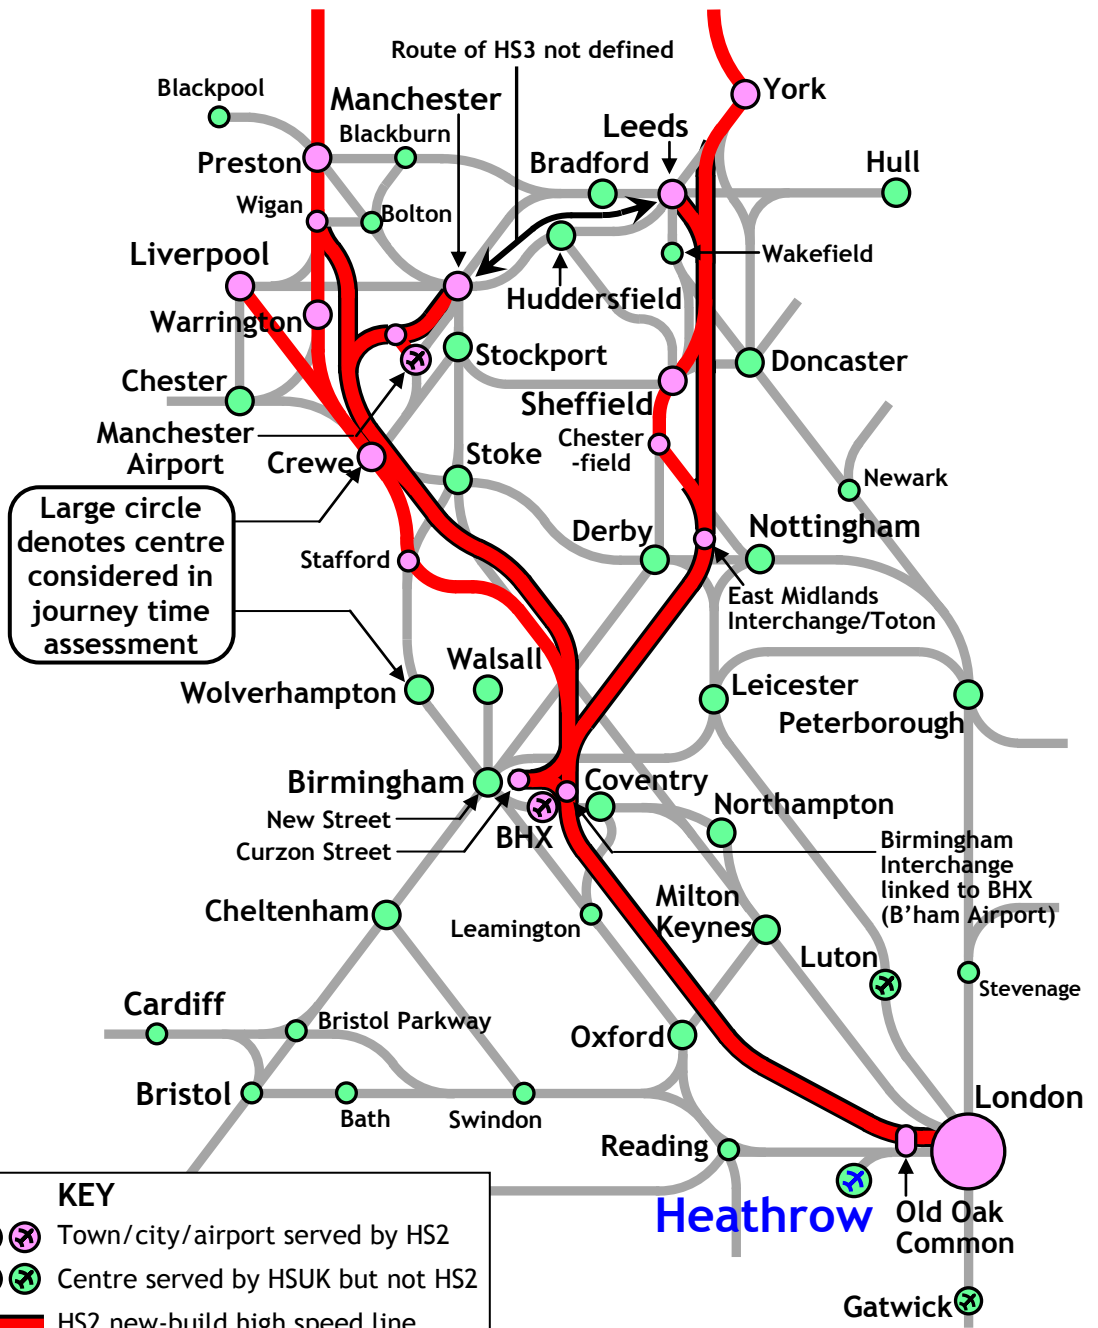 Route of HS3 not defined
Blackpool
Manchester
York
Blackburn
Leeds
Preston
Bradford
Hull
Wigan
Bolton
Liverpool
Wakefield
Huddersfield
Warrington
Stockport
Doncaster
Chester
Sheffield
Manchester
Airport
Chester
-field
Crewe
Stoke
Newark
Large circle
denotes centre
considered in
journey time
assessment
Derby
Nottingham
Stafford
East Midlands
Interchange/Toton
Walsall
Wolverhampton
Leicester
Peterborough
Birmingham
Coventry
New Street
Curzon Street
BHX
Northampton
Birmingham
Interchange
linked to BHX
(B'ham Airport)
Cheltenham
Leamington
Milton
Keynes
Luton
Stevenage
Cardiff
Bristol Parkway
Oxford
Bristol
Bath
Swindon
London
Reading
Heathrow
Old Oak
Common
Gatwick
KEY
Town/city/airport served by HS2
Centre served by HSUK but not HS2
HS2 new-build high speed line